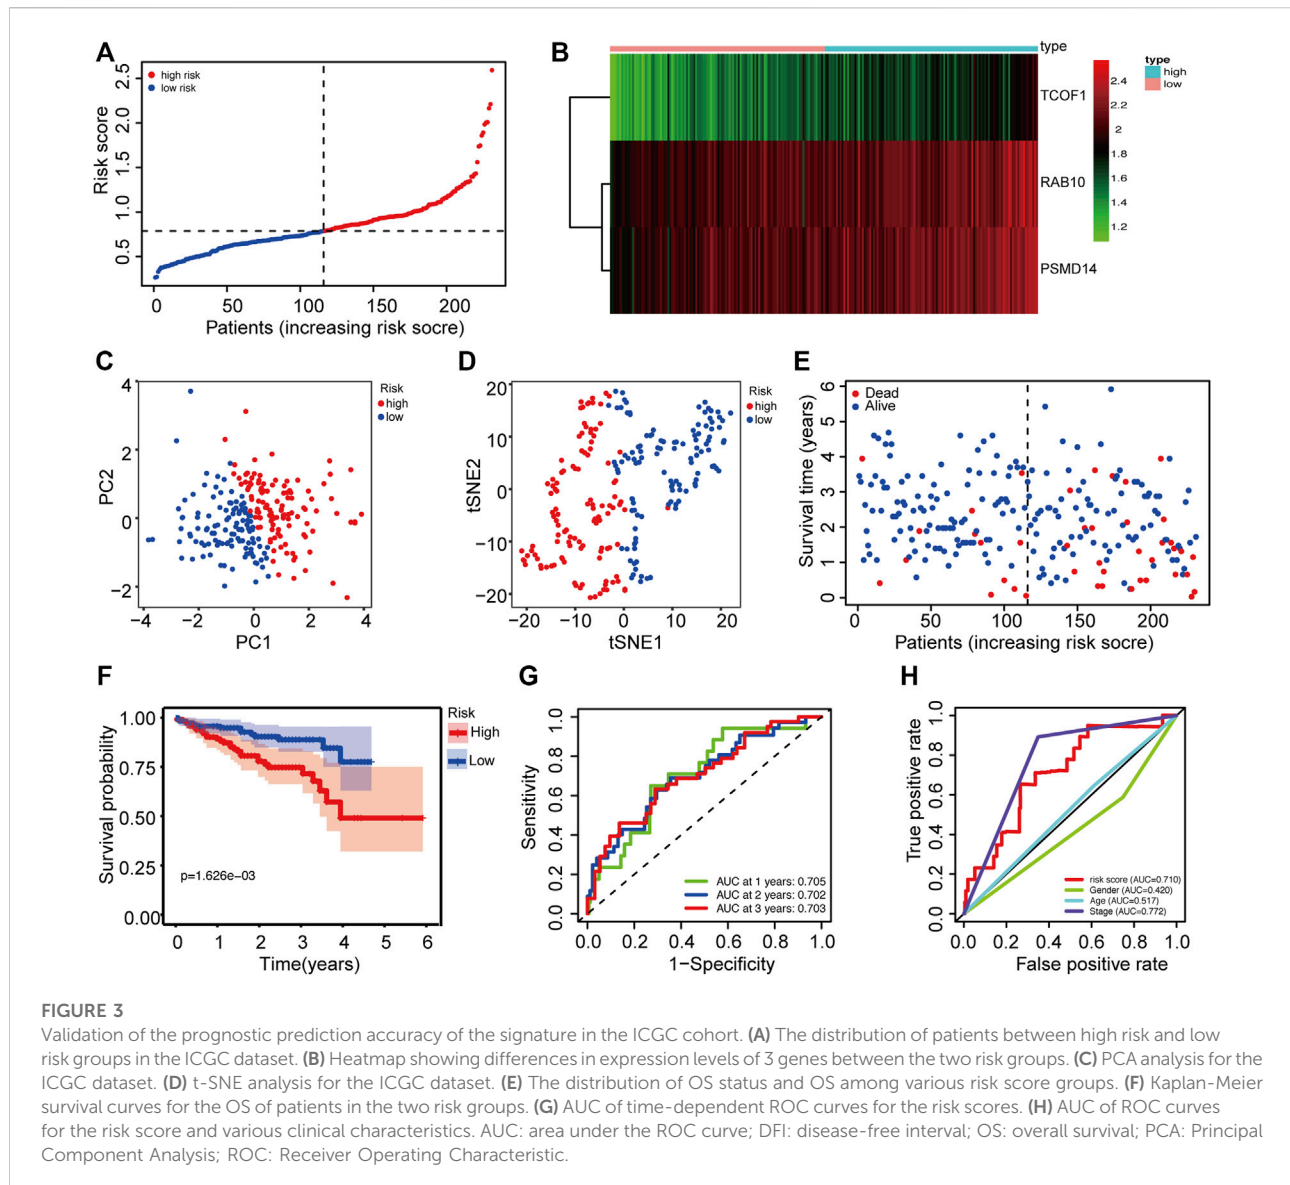 A
Risk score
2.5
2.0
1.5
1.0
0.5
high risk
low risk
0 50 100 150 200
Patients (increasing risk socre)
B
type
TCOF1
RAB10
PSMD14
2.4
2.2
2
1.8
1.6
1.4
1.2
type
high
low
C
PC2
4
2
0
−2
−4 −2 0 2 4
PC1
Risk
high
low
D
tSNE2
20
10
0
−10
−20
−20 −10 0 10 20
tSNE1
Risk
high
low
E
Survival time (years)
6
5
4
3
2
1
0
Dead
Alive
0 50 100 150 200
Patients (increasing risk socre)
F
Survival probability
1.00
0.75
0.50
0.25
0.00
p=1.626e−03
0 1 2 3 4 5 6
Time(years)
Risk
High
Low
G
Sensitivity
1.0
0.8
0.6
0.4
0.2
0.0
AUC at 1 years: 0.705
AUC at 2 years: 0.702
AUC at 3 years: 0.703
0.0 0.2 0.4 0.6 0.8 1.0
1−Specificity
H
True positive rate
1.0
0.8
0.6
0.4
0.2
0.0
risk score (AUC=0.710)
Gender (AUC=0.420)
Age (AUC=0.517)
Stage (AUC=0.772)
0.0 0.2 0.4 0.6 0.8 1.0
False positive rate
FIGURE 3
Validation of the prognostic prediction accuracy of the signature in the ICGC cohort. (A) The distribution of patients between high risk and low
risk groups in the ICGC dataset. (B) Heatmap showing differences in expression levels of 3 genes between the two risk groups. (C) PCA analysis for the
ICGC dataset. (D) t-SNE analysis for the ICGC dataset. (E) The distribution of OS status and OS among various risk score groups. (F) Kaplan-Meier
survival curves for the OS of patients in the two risk groups. (G) AUC of time-dependent ROC curves for the risk scores. (H) AUC of ROC curves
for the risk score and various clinical characteristics. AUC: area under the ROC curve; DFI: disease-free interval; OS: overall survival; PCA: Principal
Component Analysis; ROC: Receiver Operating Characteristic.